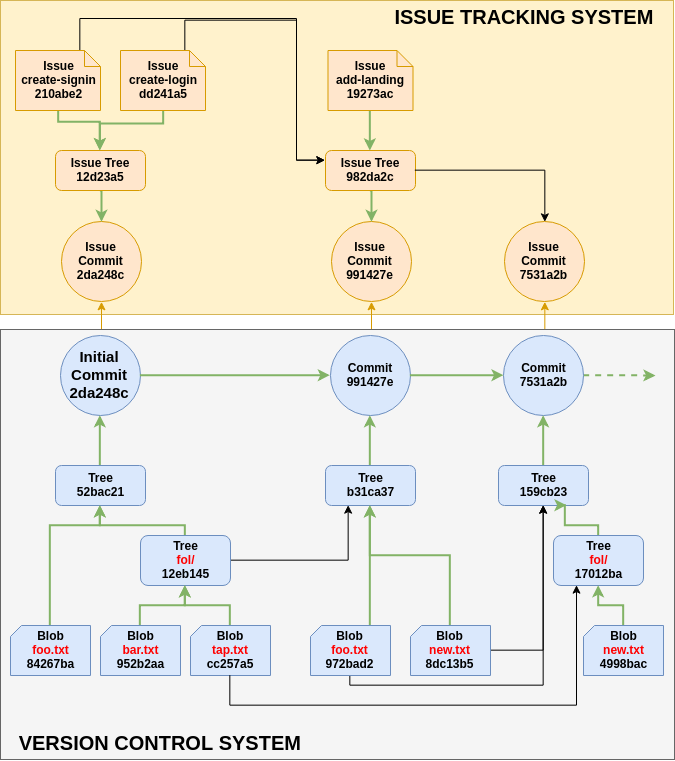 ISSUE TRACKING SYSTEM
Issue
create-signin
210abe2
Issue
create-login
dd241a5
Issue
add-landing
19273ac
Issue Tree
12d23a5
Issue Tree
982da2c
Issue
Commit
2da248c
Issue
Commit
991427e
Issue
Commit
7531a2b
Initial
Commit
2da248c
Commit
991427e
Commit
7531a2b
Tree
52bac21
Tree
b31ca37
Tree
159cb23
Tree
fol/
12eb145
Tree
fol/
17012ba
Blob
foo.txt
84267ba
Blob
bar.txt
952b2aa
Blob
tap.txt
cc257a5
Blob
foo.txt
972bad2
Blob
new.txt
8dc13b5
Blob
new.txt
4998bac
VERSION CONTROL SYSTEM